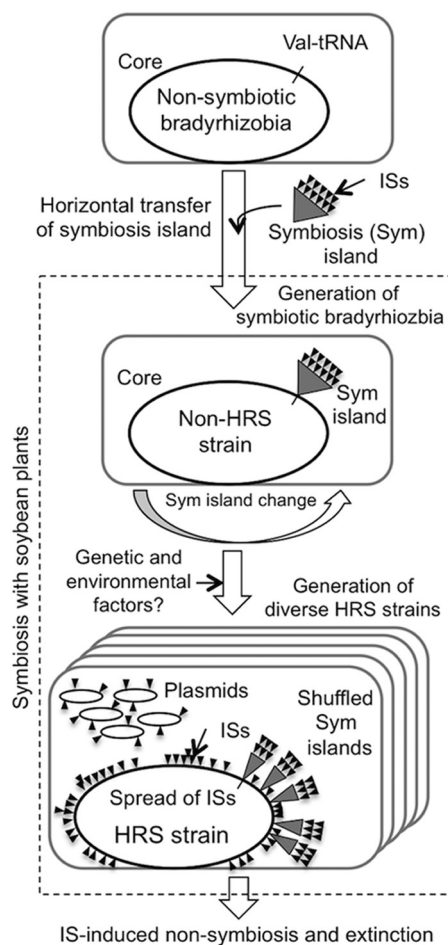 Val-tRNA
Core
Non-symbiotic
bradyrhizobia
ISs
Horizontal transfer
of symbiosis island
Symbiosis (Sym)
island
Generation of
symbiotic bradyrhiozbia
Core
Sym
island
Non-HRS
strain
Sym island change
Genetic and
environmental
factors?
Generation of
diverse HRS strains
Symbiosis with soybean plants
Plasmids
Shuffled
Sym
islands
ISs
Spread of ISs
HRS strain
IS-induced non-symbiosis and extinction